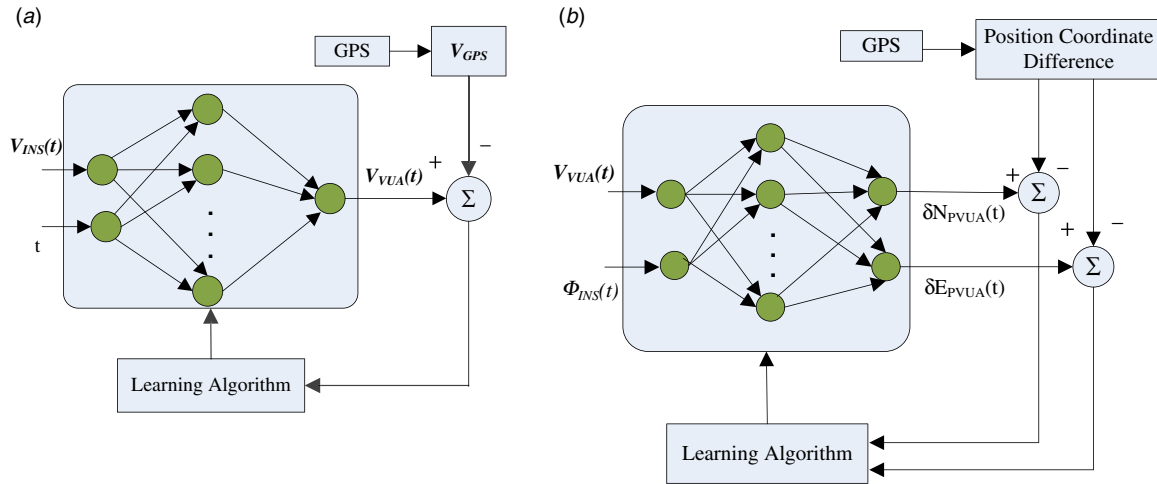 (a)
GPS
V_GPS
V_INS(t)
t
V_VUA(t)
+
−
Σ
Learning Algorithm
(b)
GPS
Position Coordinate
Difference
V_VUA(t)
Φ_INS(t)
+
−
Σ
δN_PVUA(t)
+
−
Σ
δE_PVUA(t)
Learning Algorithm